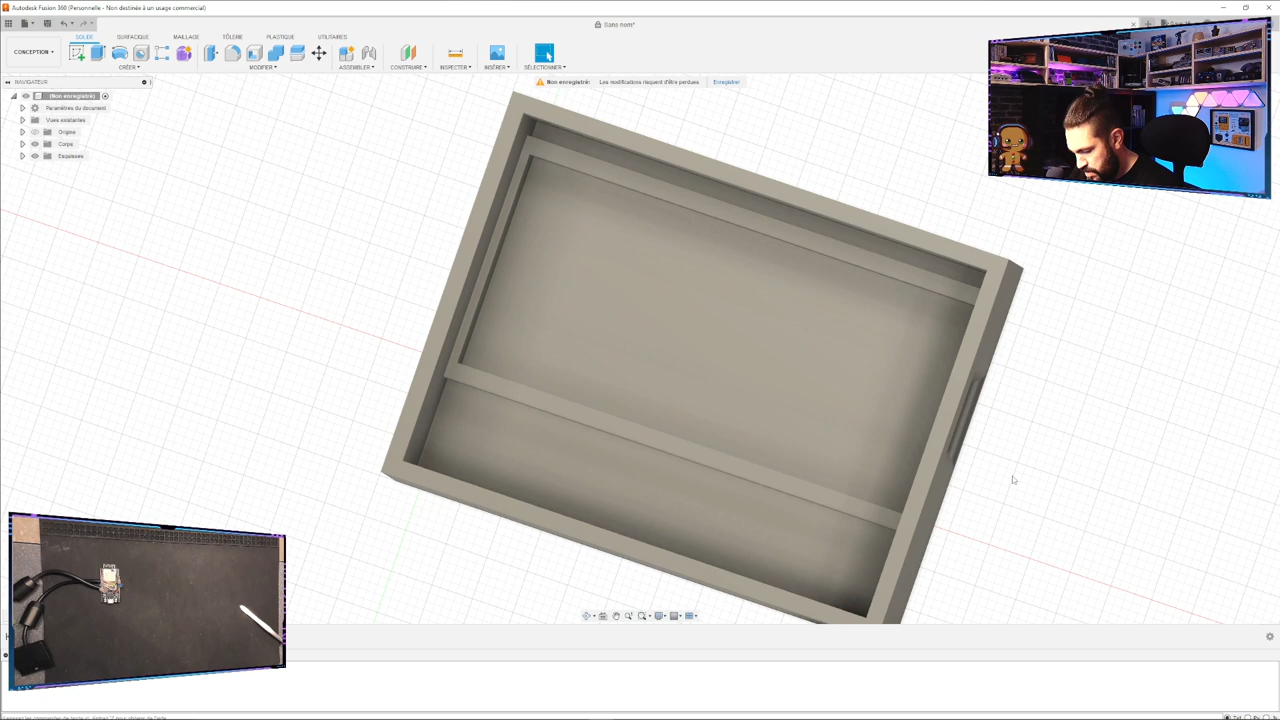 Autodesk Fusion 360 (Personnelle - Non destinée à un usage commercial)
Sans nom*
CONCEPTION
SOLIDE SURFACIQUE MAILLAGE TÔLERIE PLASTIQUE UTILITAIRES
CRÉER MODIFIER ASSEMBLER CONSTRUIRE INSPECTER INSÉRER SÉLECTIONNER
NAVIGATEUR
Non enregistré: Les modifications risquent d'être perdues Enregistrer
(Non enregistré)
Paramètres du document
Vues existantes
Origine
Corps
Esquisses
Txt